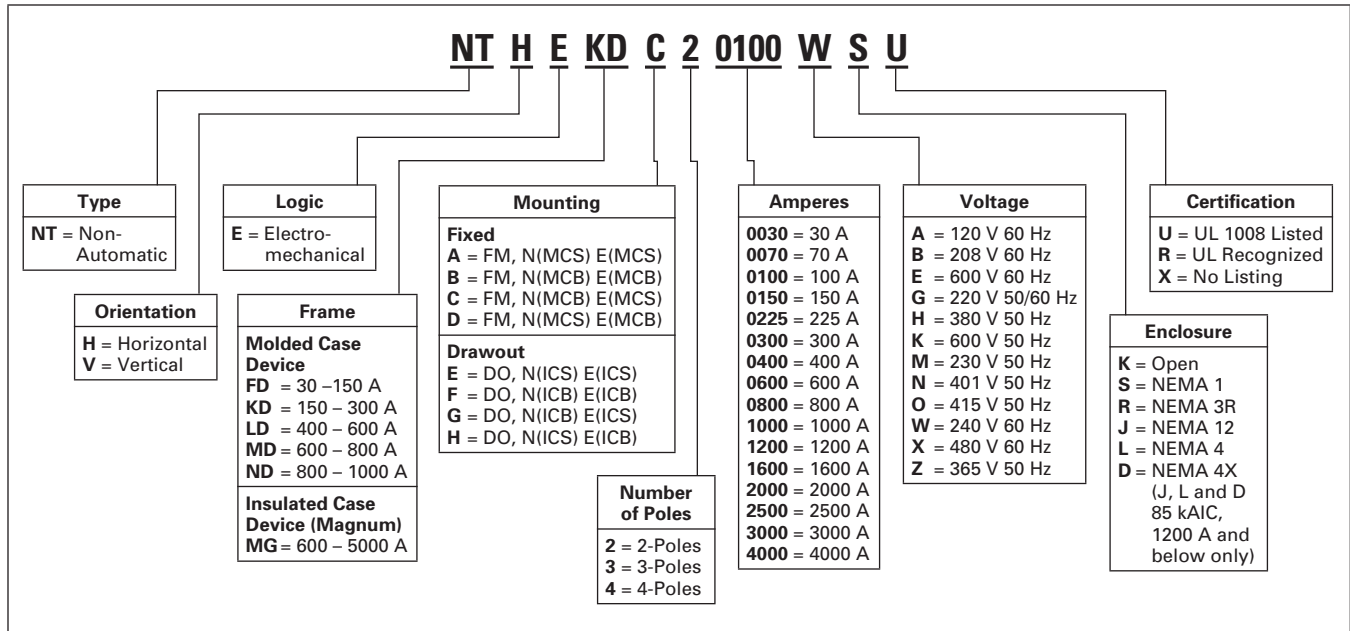 NT H E KD C 2 0100 W S U
Type
NT = Non-
Automatic
Orientation
H = Horizontal
V = Vertical
Logic
E = Electro-
mechanical
Frame
Molded Case
Device
FD = 30 –150 A
KD = 150 – 300 A
LD = 400 – 600 A
MD = 600 – 800 A
ND = 800 – 1000 A
Insulated Case
Device (Magnum)
MG = 600 – 5000 A
Mounting
Fixed
A = FM, N(MCS) E(MCS)
B = FM, N(MCB) E(MCB)
C = FM, N(MCB) E(MCS)
D = FM, N(MCS) E(MCB)
Drawout
E = DO, N(ICS) E(ICS)
F = DO, N(ICB) E(ICB)
G = DO, N(ICB) E(ICS)
H = DO, N(ICS) E(ICB)
Number
of Poles
2 = 2-Poles
3 = 3-Poles
4 = 4-Poles
Amperes
0030 = 30 A
0070 = 70 A
0100 = 100 A
0150 = 150 A
0225 = 225 A
0300 = 300 A
0400 = 400 A
0600 = 600 A
0800 = 800 A
1000 = 1000 A
1200 = 1200 A
1600 = 1600 A
2000 = 2000 A
2500 = 2500 A
3000 = 3000 A
4000 = 4000 A
Voltage
A = 120 V 60 Hz
B = 208 V 60 Hz
E = 600 V 60 Hz
G = 220 V 50/60 Hz
H = 380 V 50 Hz
K = 600 V 50 Hz
M = 230 V 50 Hz
N = 401 V 50 Hz
O = 415 V 50 Hz
W = 240 V 60 Hz
X = 480 V 60 Hz
Z = 365 V 50 Hz
Certification
U = UL 1008 Listed
R = UL Recognized
X = No Listing
Enclosure
K = Open
S = NEMA 1
R = NEMA 3R
J = NEMA 12
L = NEMA 4
D = NEMA 4X
(J, L and D
85 kAIC,
1200 A and
below only)